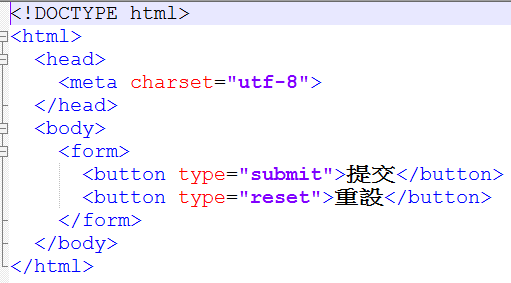 <!DOCTYPE html>
<html>
<head>
<meta charset="utf-8">
</head>
<body>
<form>
<button type="submit">提交</button>
<button type="reset">重設</button>
</form>
</body>
</html>